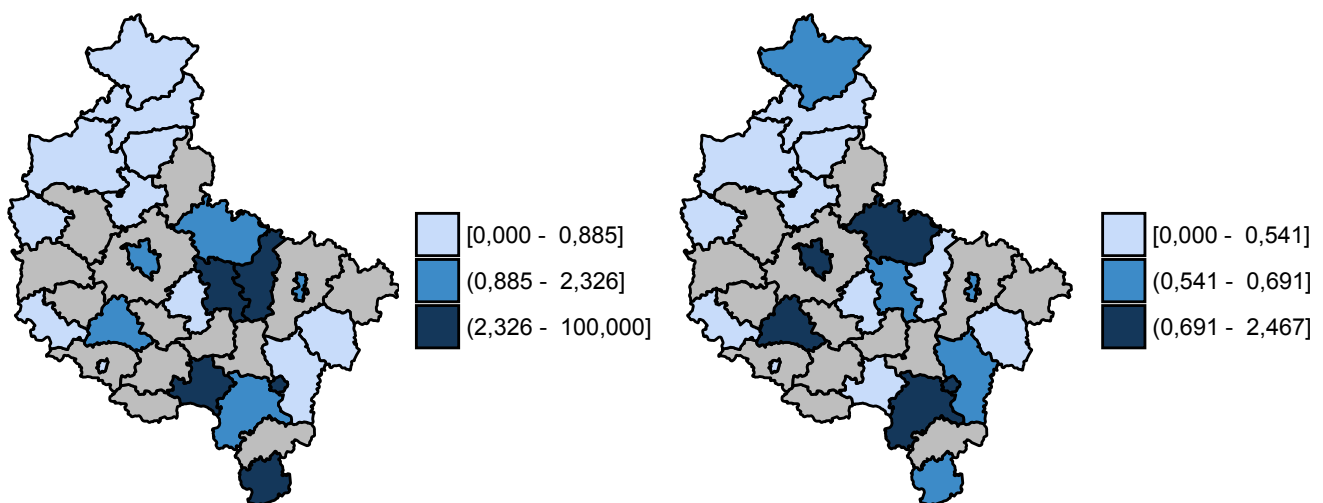 [0,000 - 0,885]
(0,885 - 2,326]
(2,326 - 100,000]
[0,000 - 0,541]
(0,541 - 0,691]
(0,691 - 2,467]